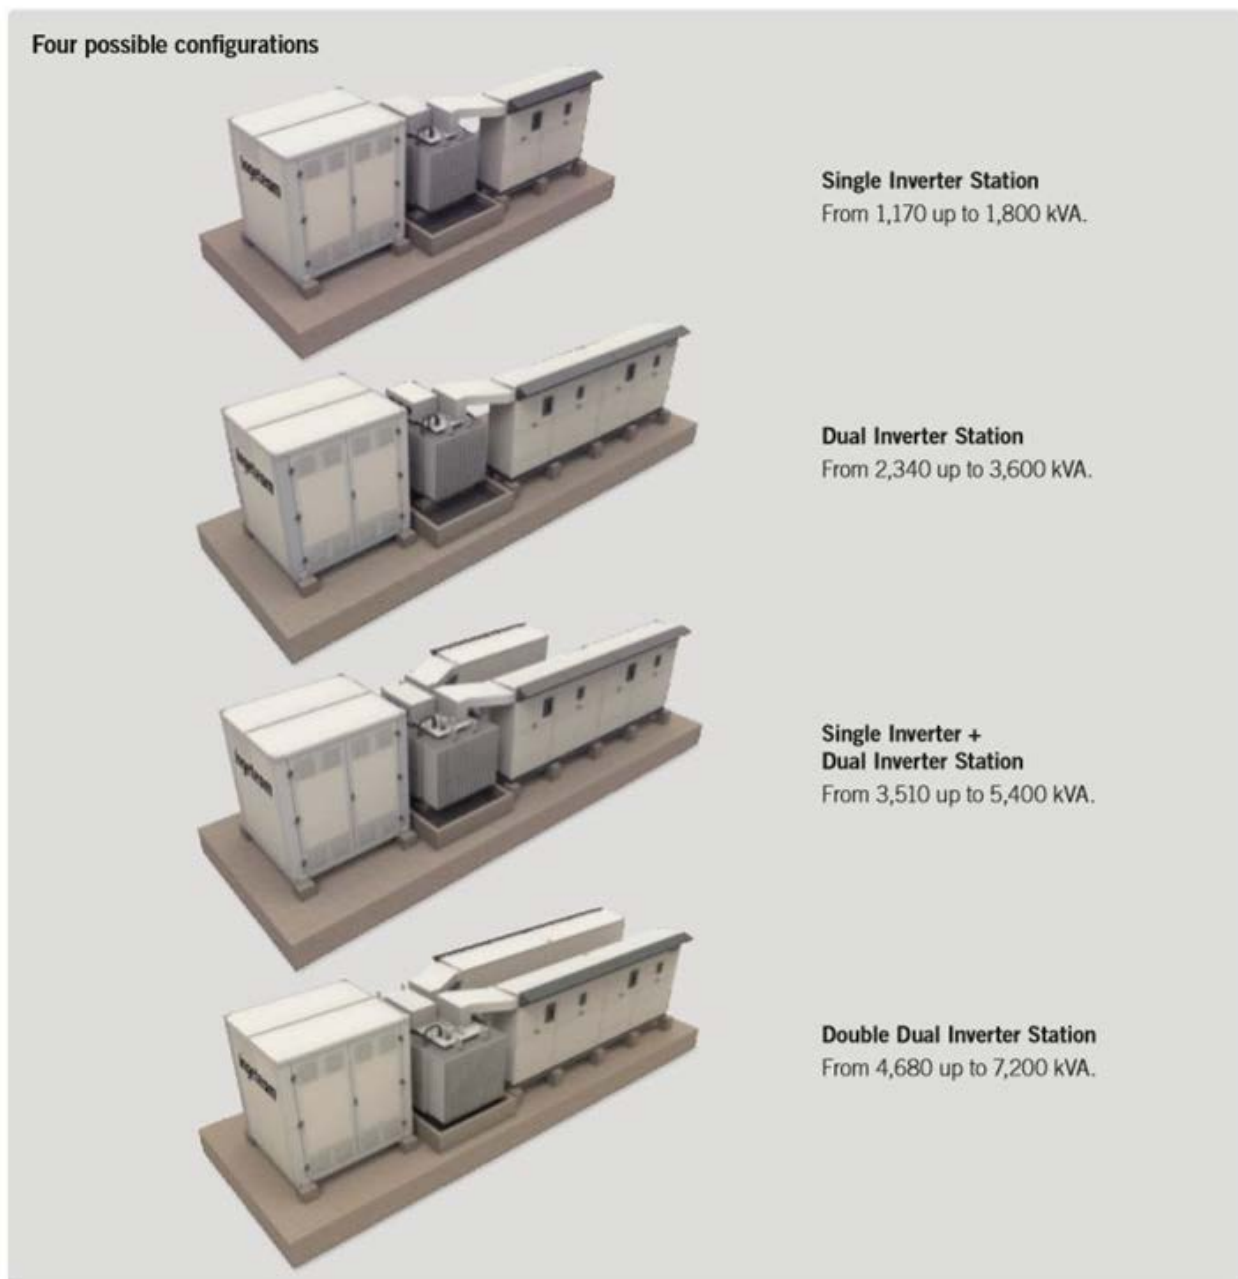 Four possible configurations
Single Inverter Station
From 1,170 up to 1,800 kVA.
Dual Inverter Station
From 2,340 up to 3,600 kVA.
Single Inverter +
Dual Inverter Station
From 3,510 up to 5,400 kVA.
Double Dual Inverter Station
From 4,680 up to 7,200 kVA.